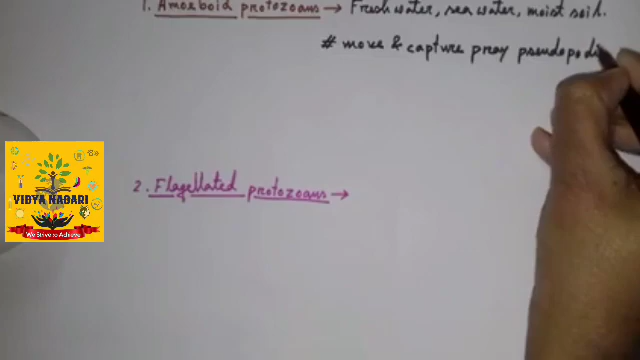 1. Amoeboid protozoans → Fresh water, sea water, moist soil.
# move & capture prey pseudopodi
2. Flagellated protozoans →
VIDYA NAGARI
We Strive to Achieve